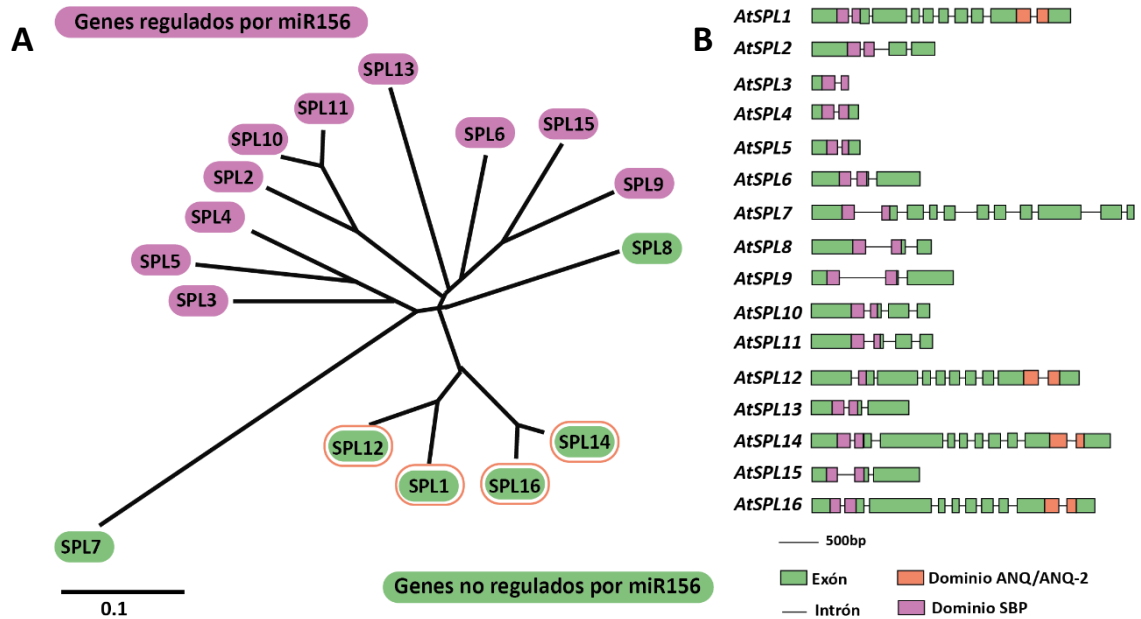 Genes regulados por miR156
A
SPL13
SPL11
SPL10
SPL6
SPL15
SPL2
SPL9
SPL4
SPL8
SPL5
SPL3
SPL12
SPL14
SPL1
SPL16
SPL7
0.1
Genes no regulados por miR156
B
AtSPL1
AtSPL2
AtSPL3
AtSPL4
AtSPL5
AtSPL6
AtSPL7
AtSPL8
AtSPL9
AtSPL10
AtSPL11
AtSPL12
AtSPL13
AtSPL14
AtSPL15
AtSPL16
500bp
Exón
Dominio ANQ/ANQ-2
Intrón
Dominio SBP